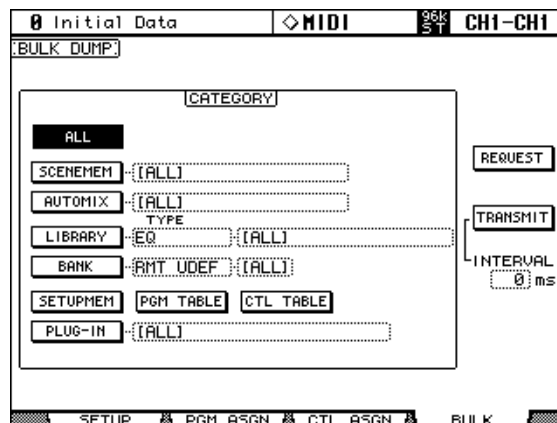 0 Initial Data ◇MIDI 96k ST CH1-CH1
BULK DUMP
CATEGORY
ALL
REQUEST
SCENEMEM [ALL]
AUTOMIX [ALL]
TYPE
TRANSMIT
LIBRARY EQ [ALL]
BANK RMT UDEF [ALL]
INTERVAL
0 ms
SETUPMEM PGM TABLE CTL TABLE
PLUG-IN [ALL]
SETUP PGM ASGN CTL ASGN BULK